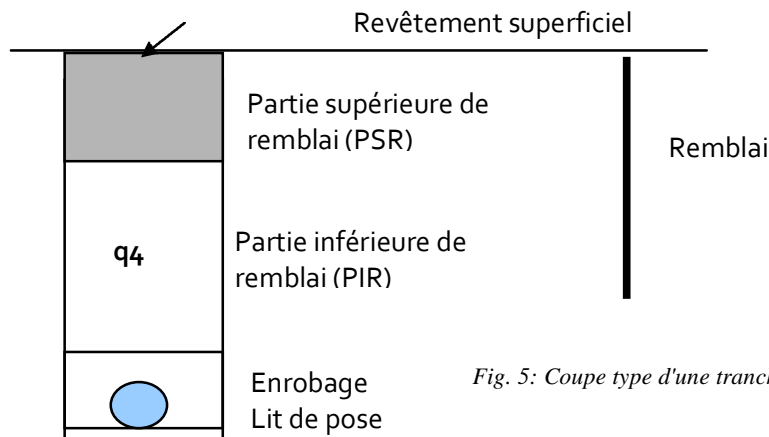 Revêtement superficiel
Partie supérieure de
remblai (PSR)
Remblai
q4
Partie inférieure de
remblai (PIR)
Enrobage
Lit de pose
Fig. 5: Coupe type d'une